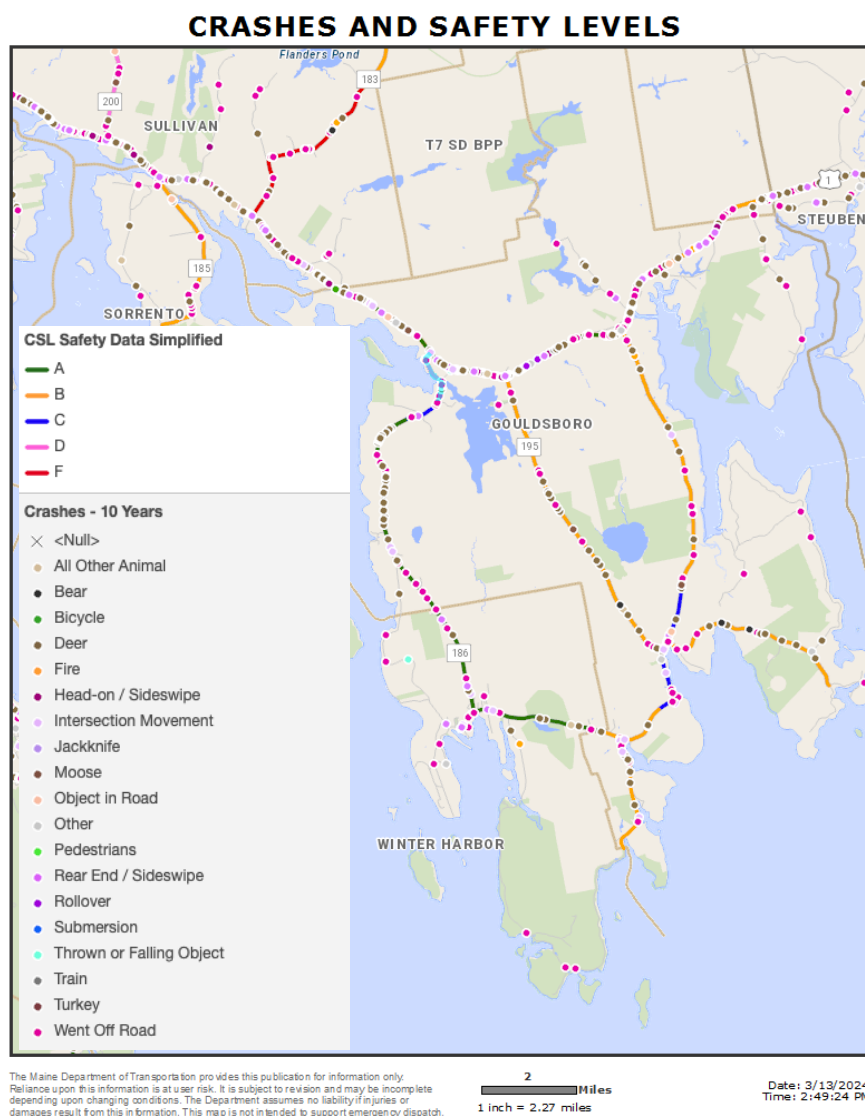 CRASHES AND SAFETY LEVELS
Flanders Pond
183
200
SULLIVAN
T7 SD BPP
1
STEUBEN
185
SORRENTO
CSL Safety Data Simplified
A
B
C
D
F
GOULDSBORO
195
Crashes - 10 Years
<Null>
All Other Animal
Bear
Bicycle
Deer
Fire
186
Head-on / Sideswipe
Intersection Movement
Jackknife
Moose
Object in Road
Other
WINTER HARBOR
Pedestrians
Rear End / Sideswipe
Rollover
Submersion
Thrown or Falling Object
Train
Turkey
Went Off Road
The Maine Department of Transportation provides this publication for information only.
Reliance upon this information is at user risk. It is subject to revision and may be incomplete
depending upon changing conditions. The Department assumes no liability if injuries or
damages result from this information. This map is not intended to support emergency dispatch.
2
Miles
1 inch = 2.27 miles
Date: 3/13/2024
Time: 2:49:24 P